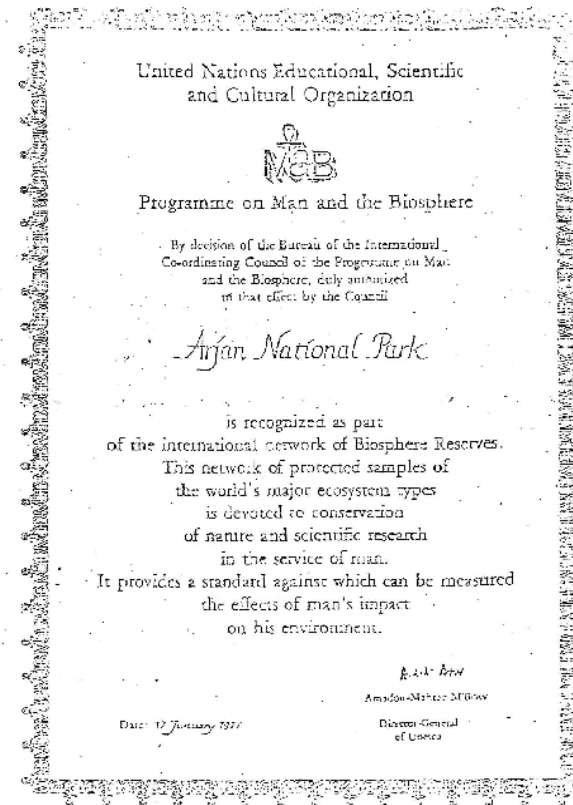 United Nations Educational, Scientific
and Cultural Organization
MaB
Programme on Man and the Biosphere
By decision of the Bureau of the International
Co-ordinating Council of the Programme on Man
and the Biosphere, duly authorized
to that effect by the Council
Arjan National Park
is recognized as part
of the international network of Biosphere Reserves.
This network of protected samples of
the world's major ecosystem types
is devoted to conservation
of nature and scientific research
in the service of man.
It provides a standard against which can be measured
the effects of man's impact
on his environment.
Amadou-Mahtar M'Bow
Date: January
Director-General
of Unesco